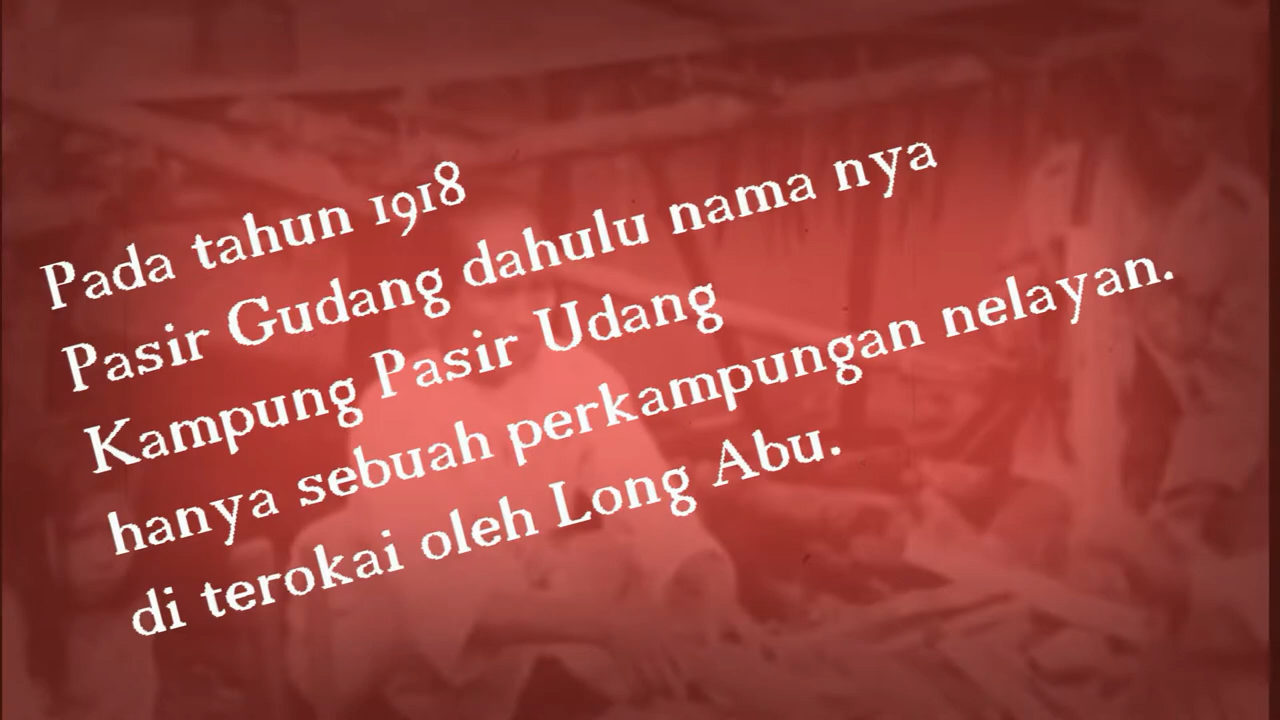 Pada tahun 1918
Pasir Gudang dahulu nama nya
Kampung Pasir Udang
hanya sebuah perkampungan nelayan.
di terokai oleh Long Abu.